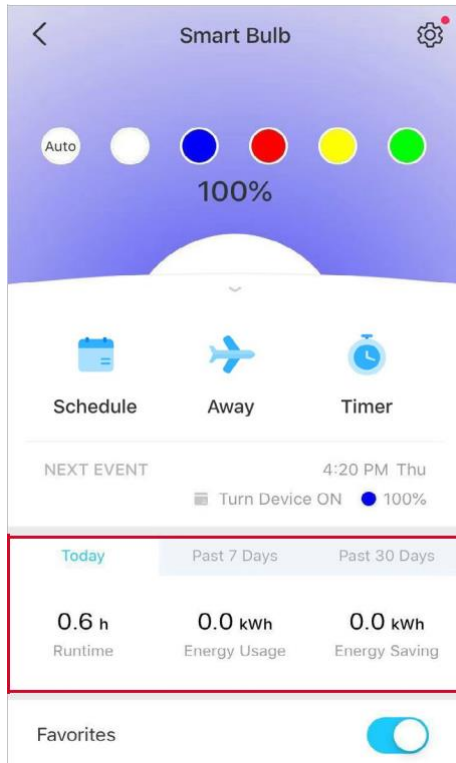 Smart Bulb
Auto
100%
Schedule Away Timer
NEXT EVENT 4:20 PM Thu
Turn Device ON 100%
Today Past 7 Days Past 30 Days
0.6 h 0.0 kWh 0.0 kWh
Runtime Energy Usage Energy Saving
Favorites